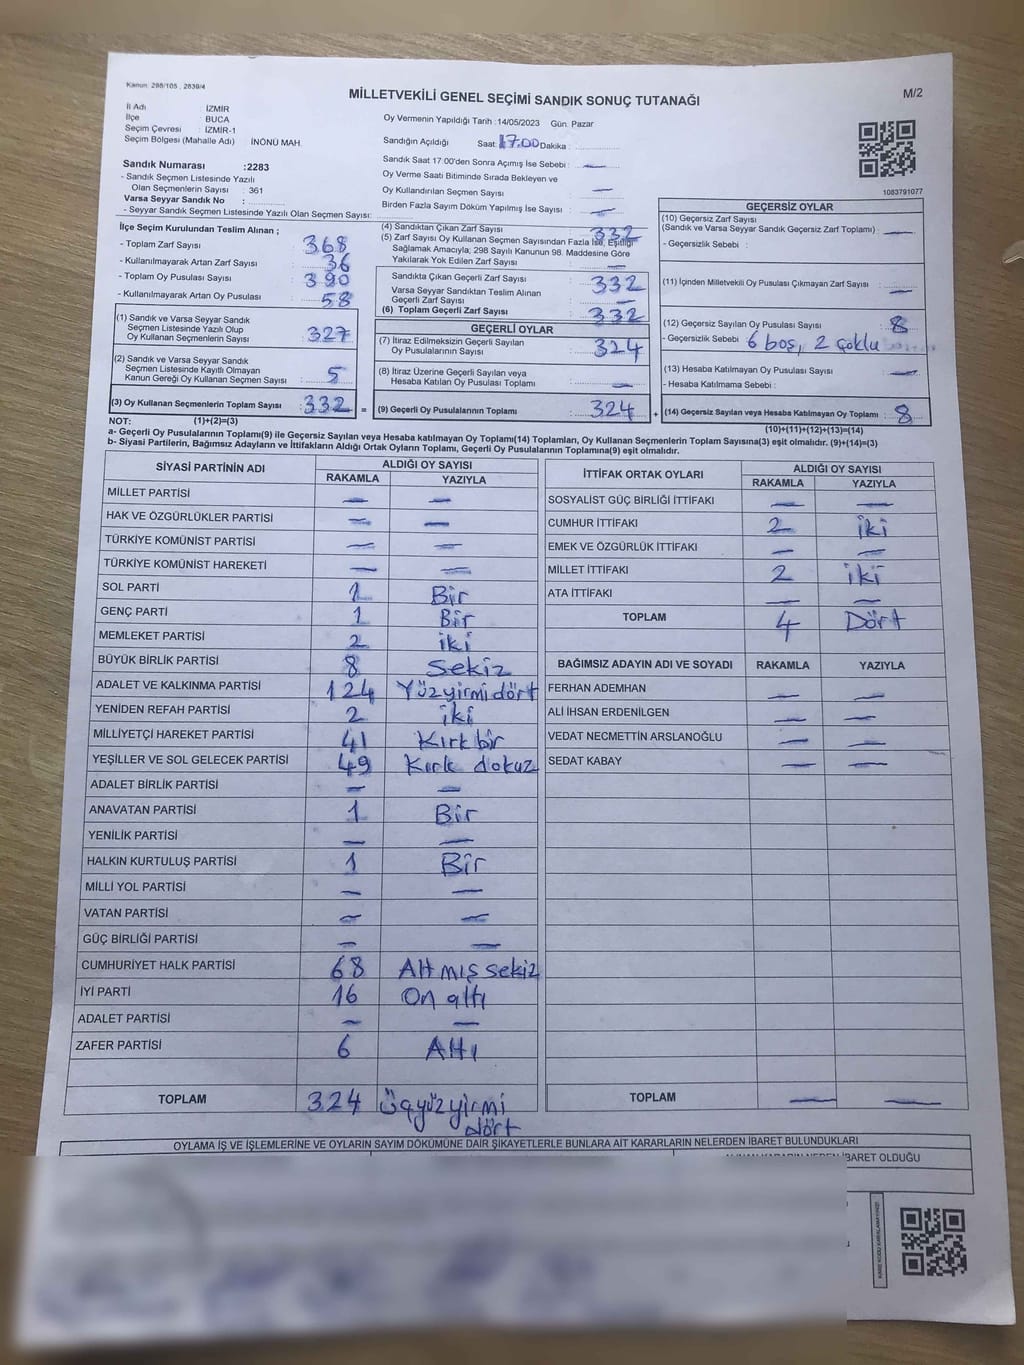 Kanun: 298/105 , 2839/4
MİLLETVEKİLİ GENEL SEÇİMİ SANDIK SONUÇ TUTANAĞI
M/2
İl Adı : İZMİR
İlçe : BUCA
Seçim Çevresi : İZMİR-1
Seçim Bölgesi (Mahalle Adı) : İNÖNÜ MAH.
Sandık Numarası :2283
- Sandık Seçmen Listesinde Yazılı
Olan Seçmenlerin Sayısı : 361
Varsa Seyyar Sandık No :
- Seyyar Sandık Seçmen Listesinde Yazılı Olan Seçmen Sayısı:
Oy Vermenin Yapıldığı Tarih :14/05/2023 Gün: Pazar
Sandığın Açıldığı Saat: 17.00 Dakika :
Sandık Saat 17:00'den Sonra Açımış İse Sebebi : —
Oy Verme Saati Bitiminde Sırada Bekleyen ve
Oy Kullandırılan Seçmen Sayısı : —
Birden Fazla Sayım Döküm Yapılmış İse Sayısı : —
1083791077
İlçe Seçim Kurulundan Teslim Alınan ;
- Toplam Zarf Sayısı : 368
- Kullanılmayarak Artan Zarf Sayısı : 36
- Toplam Oy Pusulası Sayısı : 390
- Kullanılmayarak Artan Oy Pusulası : 58
(1) Sandık ve Varsa Seyyar Sandık
Seçmen Listesinde Yazılı Olup
Oy Kullanan Seçmenlerin Sayısı : 327
(2) Sandık ve Varsa Seyyar Sandık
Seçmen Listesinde Kayıtlı Olmayan
Kanun Gereği Oy Kullanan Seçmen Sayısı : 5
(3) Oy Kullanan Seçmenlerin Toplam Sayısı : 332 =
(4) Sandıktan Çıkan Zarf Sayısı : 332
(5) Zarf Sayısı Oy Kullanan Seçmen Sayısından Fazla İse, Eşitliği
Sağlamak Amacıyla; 298 Sayılı Kanunun 98. Maddesine Göre
Yakılarak Yok Edilen Zarf Sayısı : —
Sandıkta Çıkan Geçerli Zarf Sayısı : 332
Varsa Seyyar Sandıktan Teslim Alınan
Geçerli Zarf Sayısı : —
(6) Toplam Geçerli Zarf Sayısı : 332
GEÇERLİ OYLAR
(7) İtiraz Edilmeksizin Geçerli Sayılan
Oy Pusulalarının Sayısı : 324
(8) İtiraz Üzerine Geçerli Sayılan veya
Hesaba Katılan Oy Pusulası Toplamı : —
(9) Geçerli Oy Pusulalarının Toplamı : 324 +
GEÇERSİZ OYLAR
(10) Geçersiz Zarf Sayısı
(Sandık ve Varsa Seyyar Sandık Geçersiz Zarf Toplamı) : —
- Geçersizlik Sebebi :
(11) İçinden Milletvekili Oy Pusulası Çıkmayan Zarf Sayısı : —
(12) Geçersiz Sayılan Oy Pusulası Sayısı : 8
- Geçersizlik Sebebi : 6 boş, 2 çoklu
(13) Hesaba Katılmayan Oy Pusulası Sayısı : —
- Hesaba Katılmama Sebebi :
(14) Geçersiz Sayılan veya Hesaba Katılmayan Oy Toplamı : 8
NOT: (1)+(2)=(3)
(10)+(11)+(12)+(13)=(14)
a- Geçerli Oy Pusulalarının Toplamı(9) ile Geçersiz Sayılan veya Hesaba katılmayan Oy Toplamı(14) Toplamları, Oy Kullanan Seçmenlerin Toplam Sayısına(3) eşit olmalıdır. (9)+(14)=(3)
b- Siyasi Partilerin, Bağımsız Adayların ve İttifakların Aldığı Ortak Oyların Toplamı, Geçerli Oy Pusulalarının Toplamına(9) eşit olmalıdır.
SİYASİ PARTİNİN ADI ALDIĞI OY SAYISI
RAKAMLA YAZIYLA
MİLLET PARTİSİ — —
HAK VE ÖZGÜRLÜKLER PARTİSİ — —
TÜRKİYE KOMÜNİST PARTİSİ — —
TÜRKİYE KOMÜNİST HAREKETİ — —
SOL PARTİ 1 Bir
GENÇ PARTİ 1 Bir
MEMLEKET PARTİSİ 2 iki
BÜYÜK BİRLİK PARTİSİ 8 Sekiz
ADALET VE KALKINMA PARTİSİ 124 Yüzyirmidört
YENİDEN REFAH PARTİSİ 2 iki
MİLLİYETÇİ HAREKET PARTİSİ 41 Kırkbir
YEŞİLLER VE SOL GELECEK PARTİSİ 49 Kırk dokuz
ADALET BİRLİK PARTİSİ — —
ANAVATAN PARTİSİ 1 Bir
YENİLİK PARTİSİ — —
HALKIN KURTULUŞ PARTİSİ 1 Bir
MİLLİ YOL PARTİSİ — —
VATAN PARTİSİ — —
GÜÇ BİRLİĞİ PARTİSİ — —
CUMHURİYET HALK PARTİSİ 68 Altmış sekiz
İYİ PARTİ 16 On altı
ADALET PARTİSİ — —
ZAFER PARTİSİ 6 Altı
TOPLAM 324 Üçyüzyirmi
dört
İTTİFAK ORTAK OYLARI ALDIĞI OY SAYISI
RAKAMLA YAZIYLA
SOSYALİST GÜÇ BİRLİĞİ İTTİFAKI — —
CUMHUR İTTİFAKI 2 iki
EMEK VE ÖZGÜRLÜK İTTİFAKI — —
MİLLET İTTİFAKI 2 iki
ATA İTTİFAKI — —
TOPLAM 4 Dört
BAĞIMSIZ ADAYIN ADI VE SOYADI RAKAMLA YAZIYLA
FERHAN ADEMHAN — —
ALİ İHSAN ERDENİLGEN — —
VEDAT NECMETTİN ARSLANOĞLU — —
SEDAT KABAY — —
TOPLAM — —
OYLAMA İŞ VE İŞLEMLERİNE VE OYLARIN SAYIM DÖKÜMÜNE DAİR ŞİKAYETLERLE BUNLARA AİT KARARLARIN NELERDEN İBARET BULUNDUKLARI
İBARET OLDUĞU